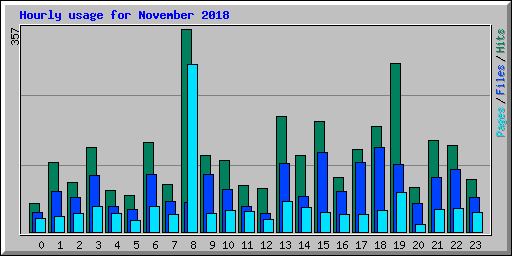 Hourly usage for November 2018
357
Pages / Files / Hits
0 1 2 3 4 5 6 7 8 9 10 11 12 13 14 15 16 17 18 19 20 21 22 23